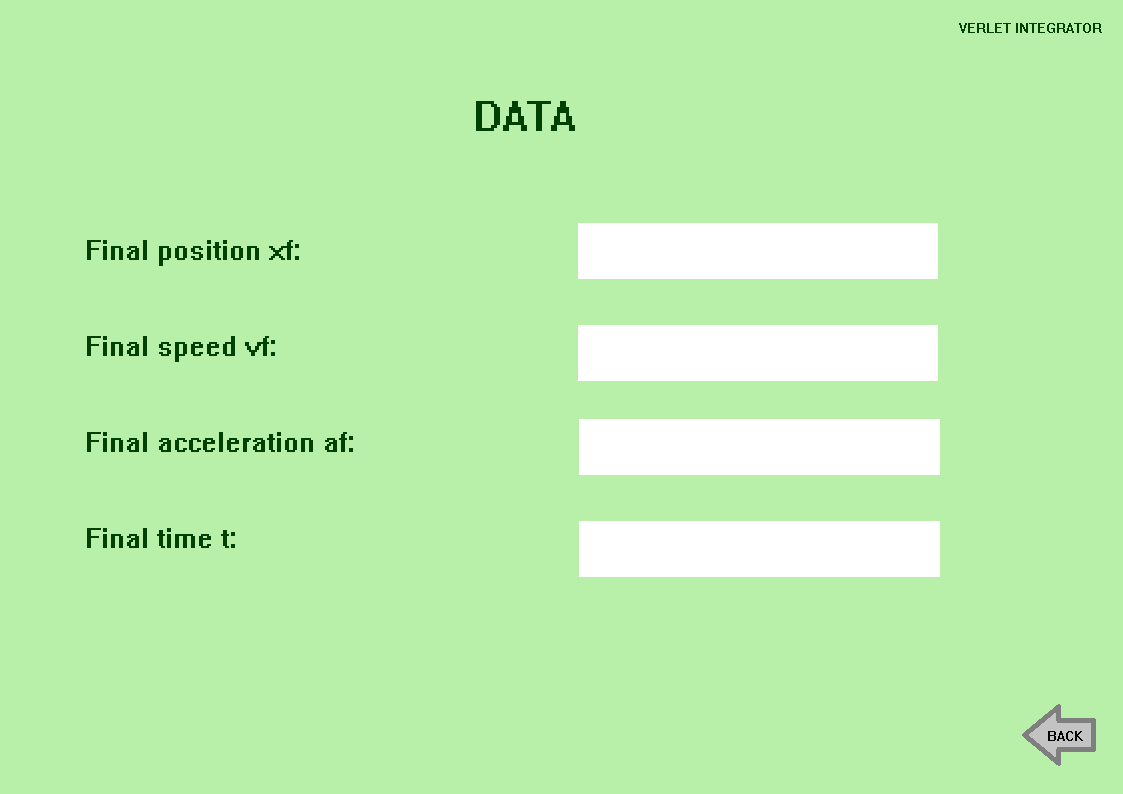 VERLET INTEGRATOR
DATA
Final position xf:
Final speed vf:
Final acceleration af:
Final time t:
BACK